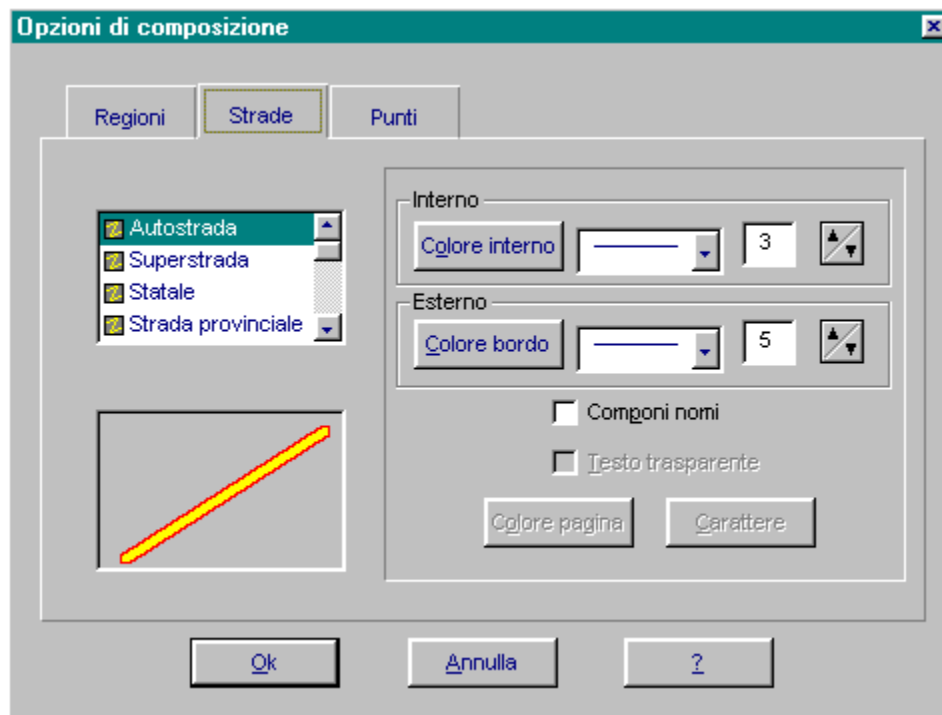 Opzioni di composizione
Regioni
Strade
Punti
Autostrada
Superstrada
Statale
Strada provinciale
Interno
Colore interno
3
Esterno
Colore bordo
5
Componi nomi
Testo trasparente
Colore pagina
Carattere
Ok
Annulla
?